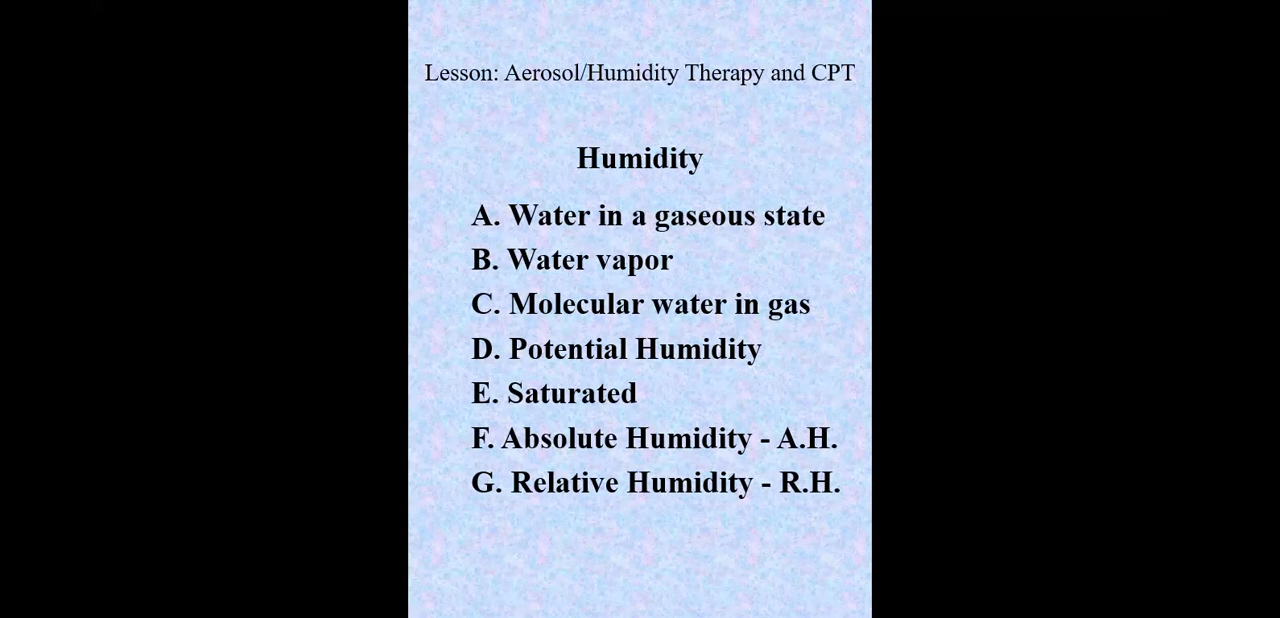 Lesson: Aerosol/Humidity Therapy and CPT
Humidity
A. Water in a gaseous state
B. Water vapor
C. Molecular water in gas
D. Potential Humidity
E. Saturated
F. Absolute Humidity - A.H.
G. Relative Humidity - R.H.